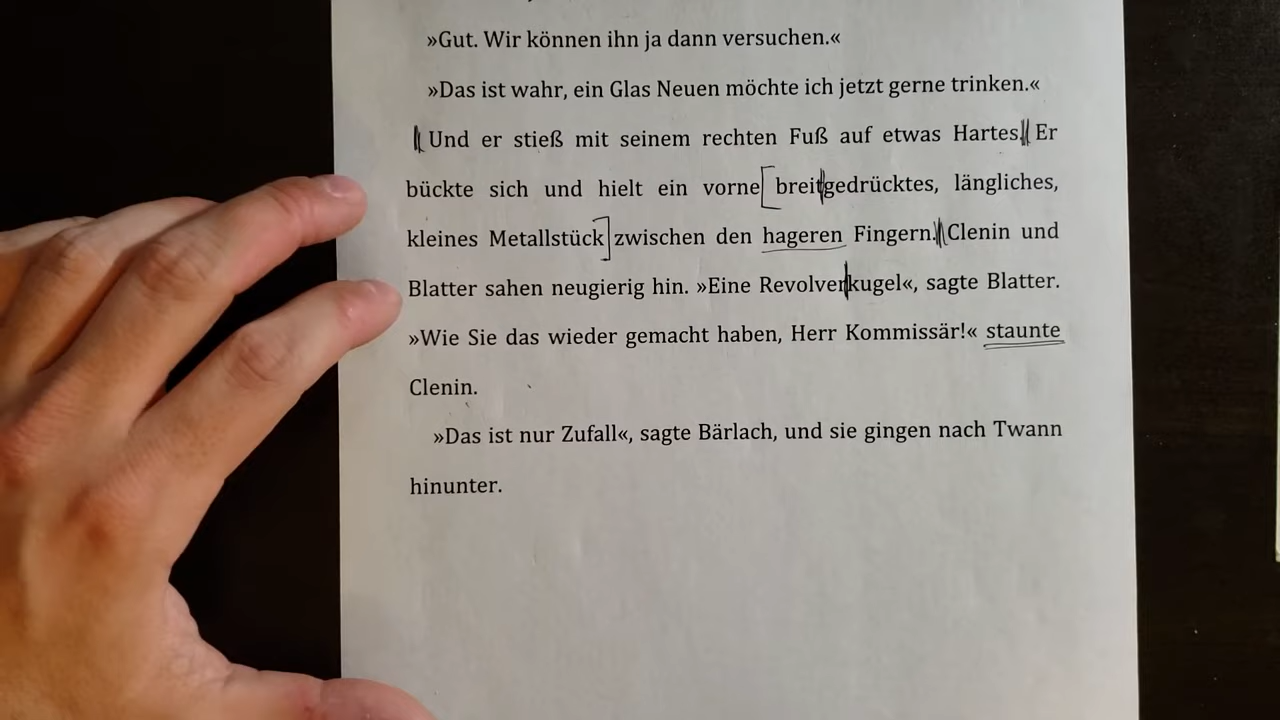 »Gut. Wir können ihn ja dann versuchen.«
»Das ist wahr, ein Glas Neuen möchte ich jetzt gerne trinken.«
Und er stieß mit seinem rechten Fuß auf etwas Hartes. Er
bückte sich und hielt ein vorne breitgedrücktes, längliches,
kleines Metallstück zwischen den hageren Fingern. Clenin und
Blatter sahen neugierig hin. »Eine Revolverkugel«, sagte Blatter.
»Wie Sie das wieder gemacht haben, Herr Kommissär!« staunte
Clenin.
»Das ist nur Zufall«, sagte Bärlach, und sie gingen nach Twann
hinunter.